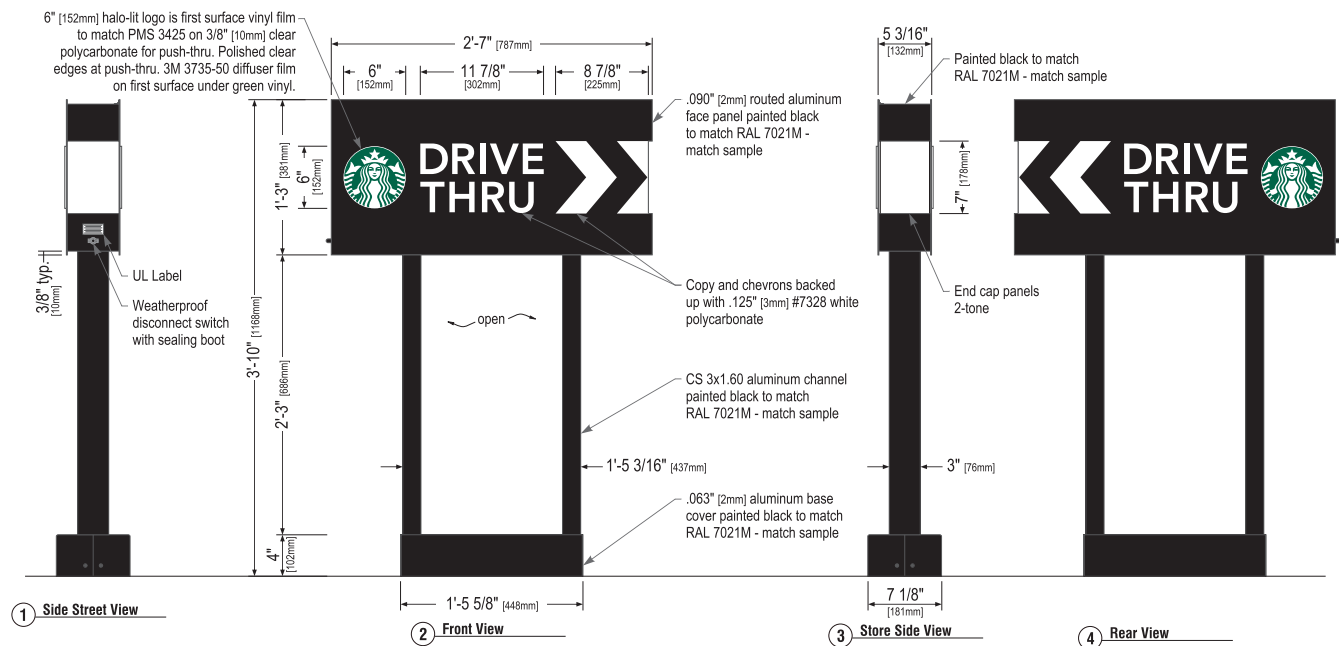 6" [152mm] halo-lit logo is first surface vinyl film
to match PMS 3425 on 3/8" [10mm] clear
polycarbonate for push-thru. Polished clear
edges at push-thru. 3M 3735-50 diffuser film
on first surface under green vinyl.
2'-7" [787mm]
6"
[152mm]
11 7/8"
[302mm]
8 7/8"
[225mm]
.090" [2mm] routed aluminum
face panel painted black
to match RAL 7021M -
match sample
5 3/16"
[132mm]
Painted black to match
RAL 7021M - match sample
1'-3" [381mm]
6"
[152mm]
DRIVE
THRU
7"
[178mm]
DRIVE
THRU
3/8" typ.
[10mm]
UL Label
Weatherproof
disconnect switch
with sealing boot
3'-10" [1168mm]
2'-3" [686mm]
open
Copy and chevrons backed
up with .125" [3mm] #7328 white
polycarbonate
End cap panels
2-tone
CS 3x1.60 aluminum channel
painted black to match
RAL 7021M - match sample
1'-5 3/16" [437mm]
3" [76mm]
.063" [2mm] aluminum base
cover painted black to match
RAL 7021M - match sample
4"
[102mm]
1'-5 5/8" [448mm]
7 1/8"
[181mm]
1 Side Street View
2 Front View
3 Store Side View
4 Rear View